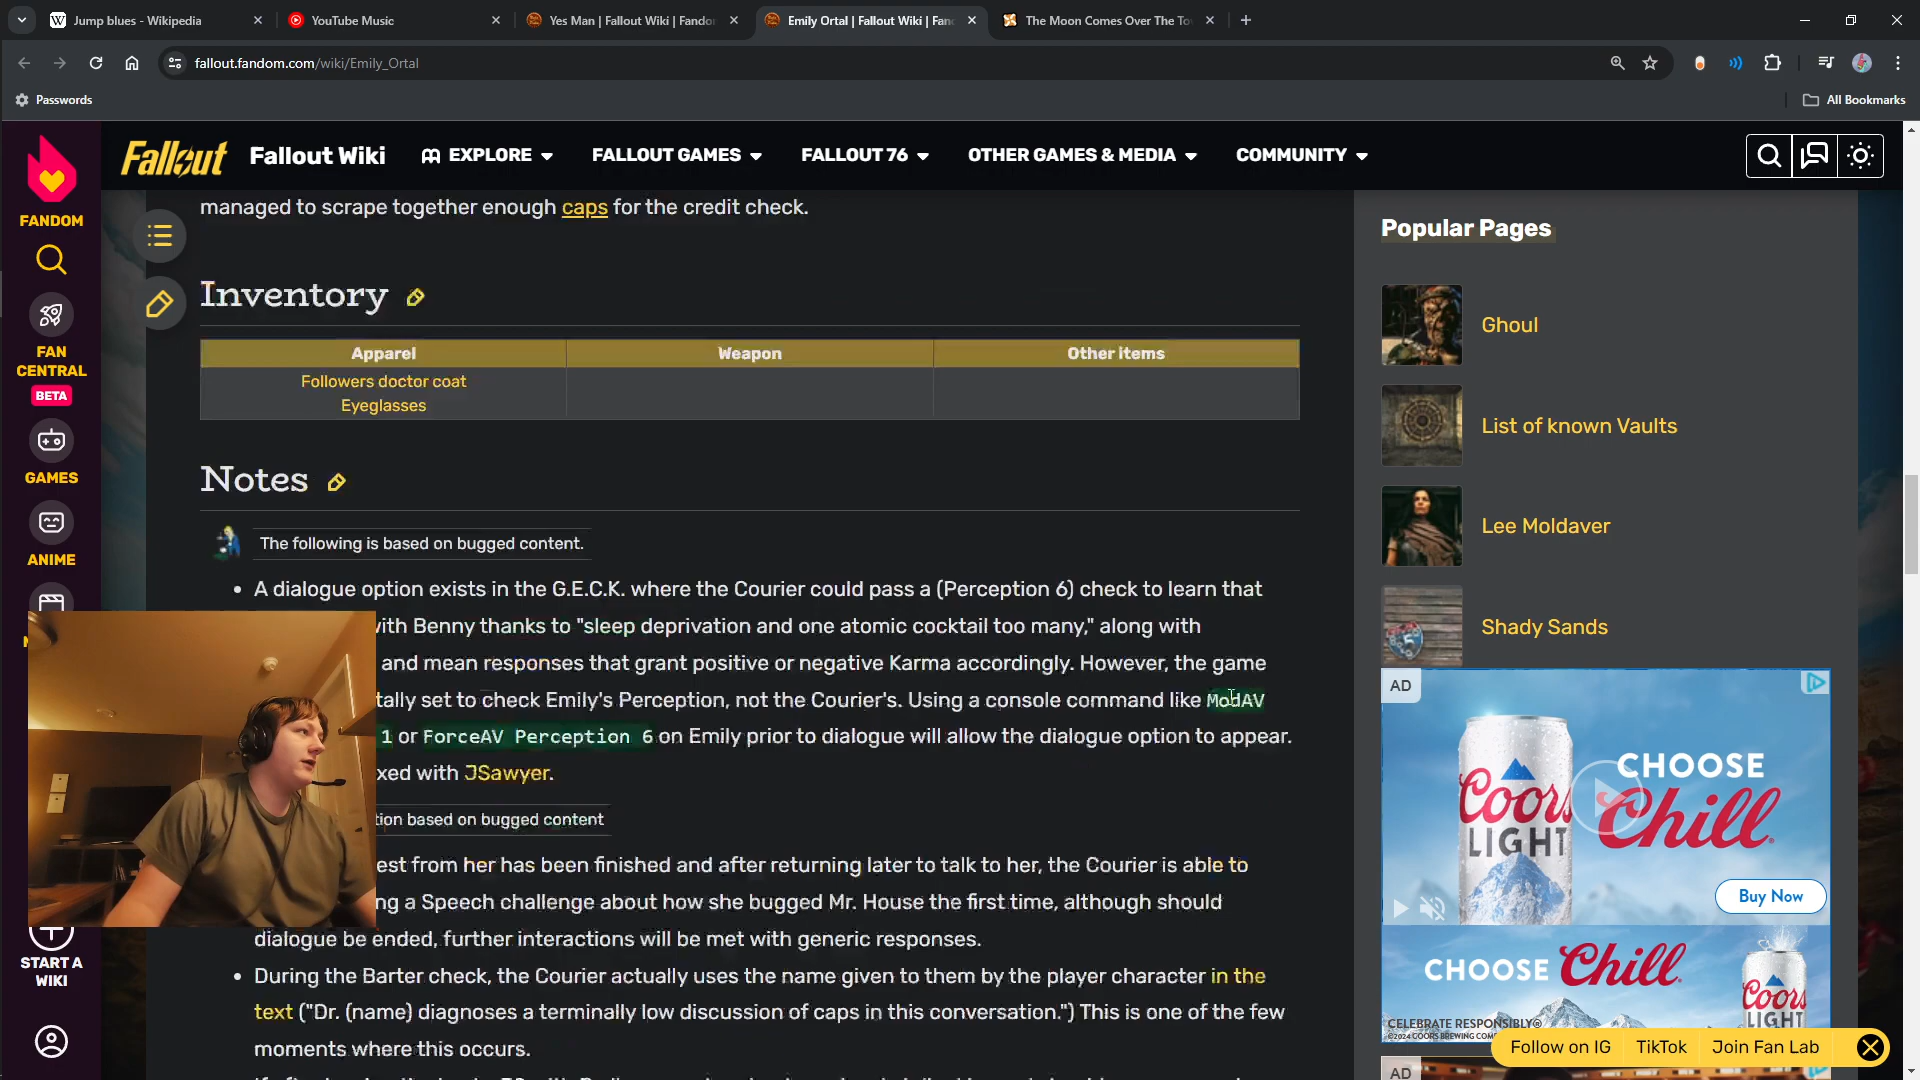 Jump blues - Wikipedia
YouTube Music
Yes Man | Fallout Wiki | Fando
Emily Ortal | Fallout Wiki | Fan
The Moon Comes Over The To
fallout.fandom.com/wiki/Emily_Ortal
Passwords
All Bookmarks
FANDOM
FAN CENTRAL
BETA
GAMES
ANIME
START A WIKI
Fallout
Fallout Wiki
EXPLORE
FALLOUT GAMES
FALLOUT 76
OTHER GAMES & MEDIA
COMMUNITY
managed to scrape together enough caps for the credit check.
Inventory
Apparel Weapon Other items
Followers doctor coat
Eyeglasses
Notes
The following is based on bugged content.
• A dialogue option exists in the G.E.C.K. where the Courier could pass a (Perception 6) check to learn that
ith Benny thanks to "sleep deprivation and one atomic cocktail too many," along with
and mean responses that grant positive or negative Karma accordingly. However, the game
tally set to check Emily's Perception, not the Courier's. Using a console command like ModAV
1 or ForceAV Perception 6 on Emily prior to dialogue will allow the dialogue option to appear.
xed with JSawyer.
tion based on bugged content
est from her has been finished and after returning later to talk to her, the Courier is able to
ng a Speech challenge about how she bugged Mr. House the first time, although should
dialogue be ended, further interactions will be met with generic responses.
• During the Barter check, the Courier actually uses the name given to them by the player character in the
text ("Dr. (name) diagnoses a terminally low discussion of caps in this conversation.") This is one of the few
moments where this occurs.
Popular Pages
Ghoul
List of known Vaults
Lee Moldaver
Shady Sands
AD
Coors
LIGHT
CHOOSE
Chill
Buy Now
CHOOSE Chill
Coors
LIGHT
CELEBRATE RESPONSIBLY®
©2024 COORS BREWING COM
Follow on IG
TikTok
Join Fan Lab
AD